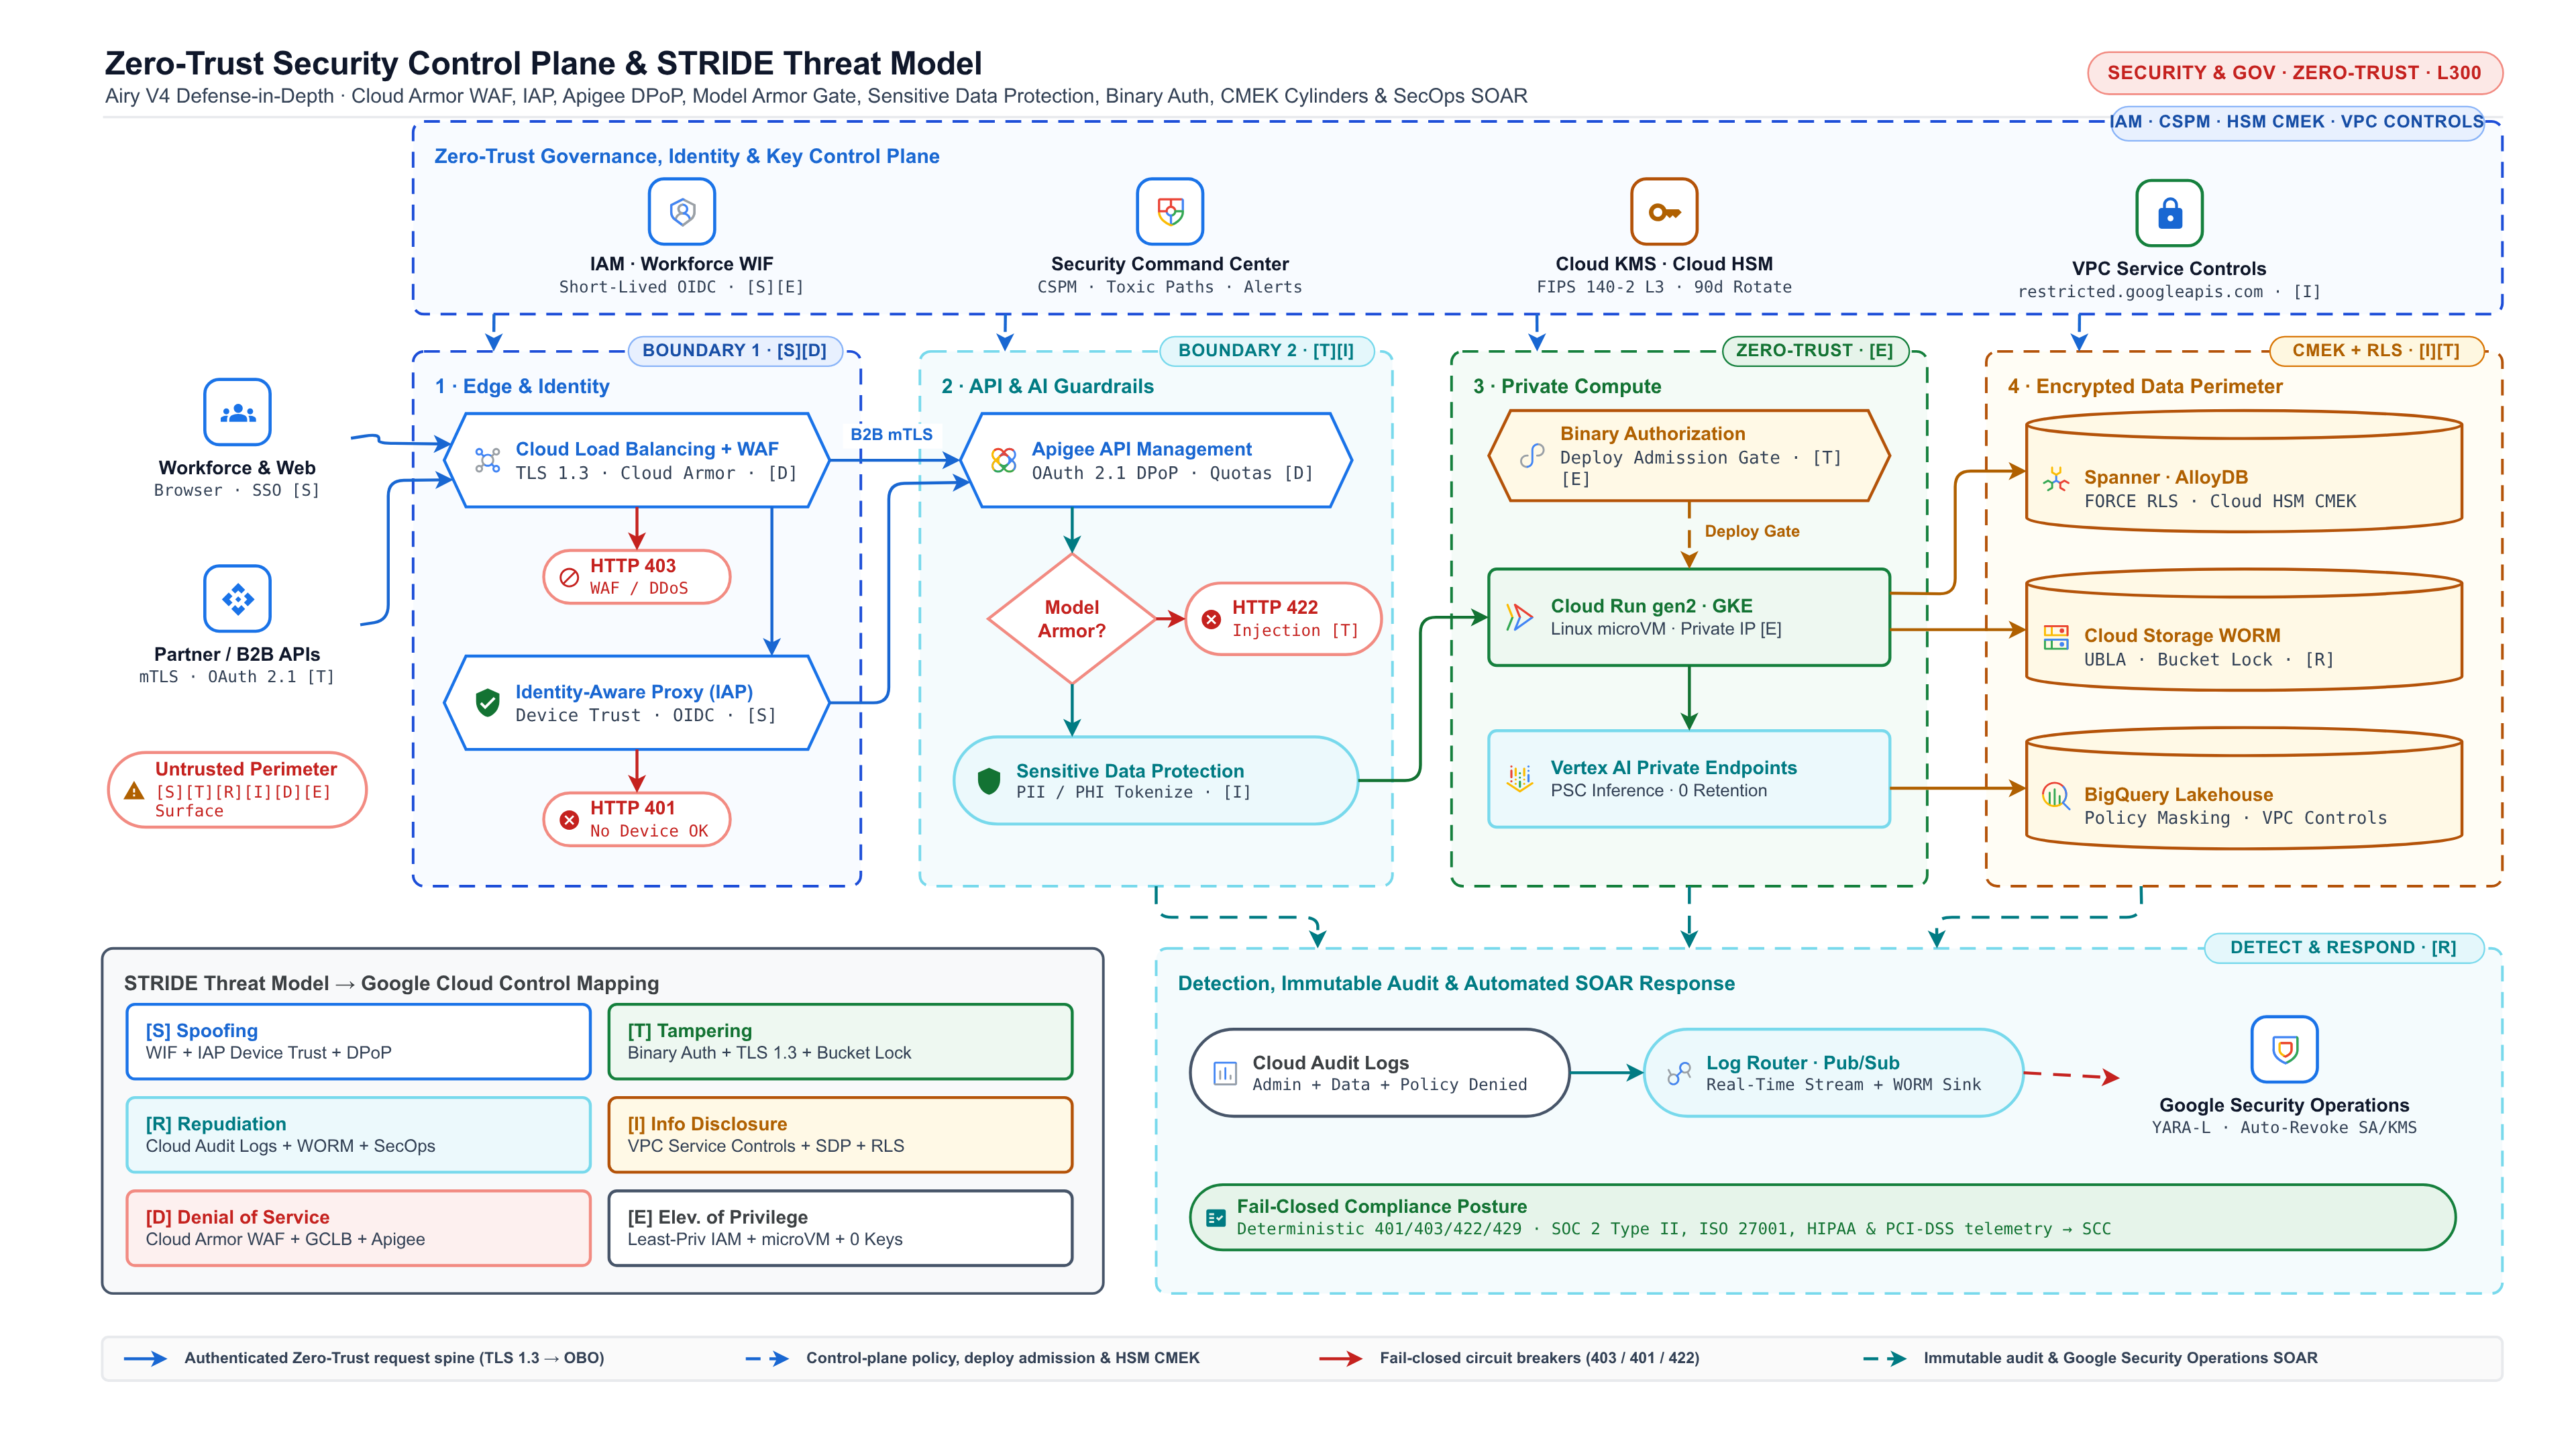 Zero-Trust Security Control Plane & STRIDE Threat Model
Airy V4 Defense-in-Depth · Cloud Armor WAF, IAP, Apigee DPoP, Model Armor Gate, Sensitive Data Protection, Binary Auth, CMEK Cylinders & SecOps SOAR
SECURITY & GOV · ZERO-TRUST · L300
IAM · CSPM · HSM CMEK · VPC CONTROLS
Zero-Trust Governance, Identity & Key Control Plane
IAM · Workforce WIF
Short-Lived OIDC · [S][E]
Security Command Center
CSPM · Toxic Paths · Alerts
Cloud KMS · Cloud HSM
FIPS 140-2 L3 · 90d Rotate
VPC Service Controls
restricted.googleapis.com · [I]
Workforce & Web
Browser · SSO [S]
Partner / B2B APIs
mTLS · OAuth 2.1 [T]
Untrusted Perimeter
[S][T][R][I][D][E]
Surface
BOUNDARY 1 · [S][D]
1 · Edge & Identity
Cloud Load Balancing + WAF
TLS 1.3 · Cloud Armor · [D]
HTTP 403
WAF / DDoS
Identity-Aware Proxy (IAP)
Device Trust · OIDC · [S]
HTTP 401
No Device OK
B2B mTLS
BOUNDARY 2 · [T][I]
2 · API & AI Guardrails
Apigee API Management
OAuth 2.1 DPoP · Quotas [D]
Model
Armor?
HTTP 422
Injection [T]
Sensitive Data Protection
PII / PHI Tokenize · [I]
ZERO-TRUST · [E]
3 · Private Compute
Binary Authorization
Deploy Admission Gate · [T]
[E]
Deploy Gate
Cloud Run gen2 · GKE
Linux microVM · Private IP [E]
Vertex AI Private Endpoints
PSC Inference · 0 Retention
CMEK + RLS · [I][T]
4 · Encrypted Data Perimeter
Spanner · AlloyDB
FORCE RLS · Cloud HSM CMEK
Cloud Storage WORM
UBLA · Bucket Lock · [R]
BigQuery Lakehouse
Policy Masking · VPC Controls
STRIDE Threat Model → Google Cloud Control Mapping
[S] Spoofing
WIF + IAP Device Trust + DPoP
[T] Tampering
Binary Auth + TLS 1.3 + Bucket Lock
[R] Repudiation
Cloud Audit Logs + WORM + SecOps
[I] Info Disclosure
VPC Service Controls + SDP + RLS
[D] Denial of Service
Cloud Armor WAF + GCLB + Apigee
[E] Elev. of Privilege
Least-Priv IAM + microVM + 0 Keys
DETECT & RESPOND · [R]
Detection, Immutable Audit & Automated SOAR Response
Cloud Audit Logs
Admin + Data + Policy Denied
Log Router · Pub/Sub
Real-Time Stream + WORM Sink
Google Security Operations
YARA-L · Auto-Revoke SA/KMS
Fail-Closed Compliance Posture
Deterministic 401/403/422/429 · SOC 2 Type II, ISO 27001, HIPAA & PCI-DSS telemetry → SCC
Authenticated Zero-Trust request spine (TLS 1.3 → OBO)
Control-plane policy, deploy admission & HSM CMEK
Fail-closed circuit breakers (403 / 401 / 422)
Immutable audit & Google Security Operations SOAR